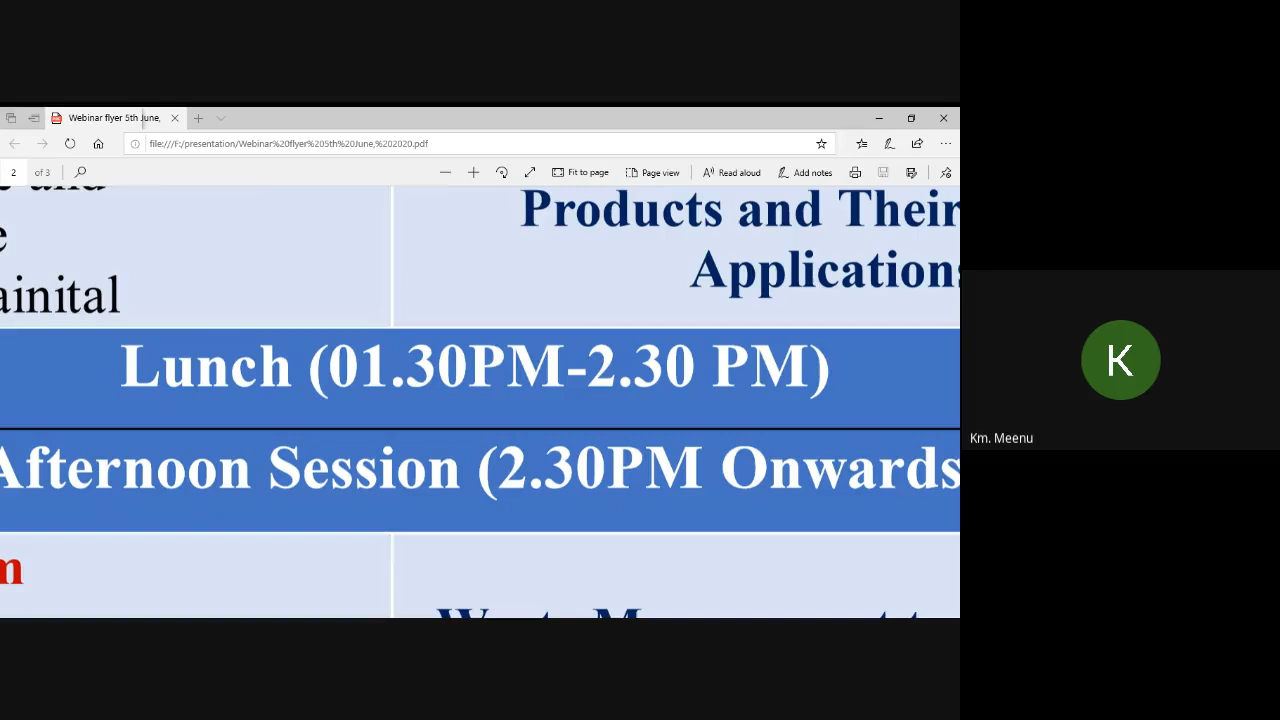 Webinar flyer 5th June,
file:///F:/presentation/Webinar%20flyer%205th%20June,%202020.pdf
2 of 3
Fit to page
Page view
Read aloud
Add notes
and
Products and Their
ainital
Applications
Lunch (01.30PM-2.30 PM)
Afternoon Session (2.30PM Onwards
m
K
Km. Meenu